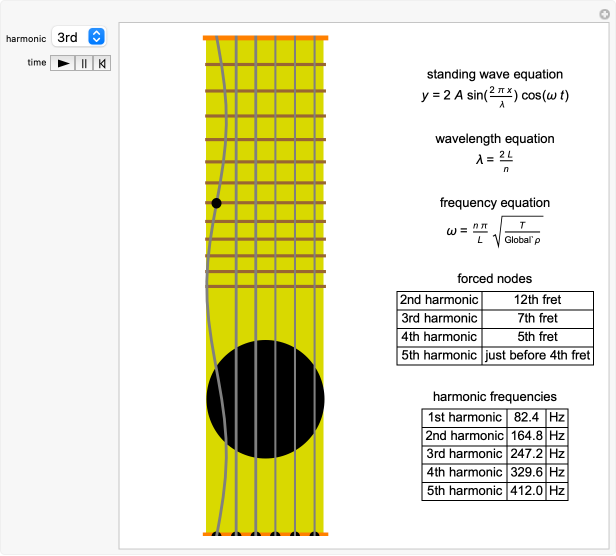 harmonic 3rd
time
standing wave equation
y = 2 A sin(2 π x / λ) cos(ω t)
wavelength equation
λ = 2 L / n
frequency equation
ω = n π / L √(T / Global`ρ)
forced nodes
2nd harmonic 12th fret
3rd harmonic 7th fret
4th harmonic 5th fret
5th harmonic just before 4th fret
harmonic frequencies
1st harmonic 82.4 Hz
2nd harmonic 164.8 Hz
3rd harmonic 247.2 Hz
4th harmonic 329.6 Hz
5th harmonic 412.0 Hz